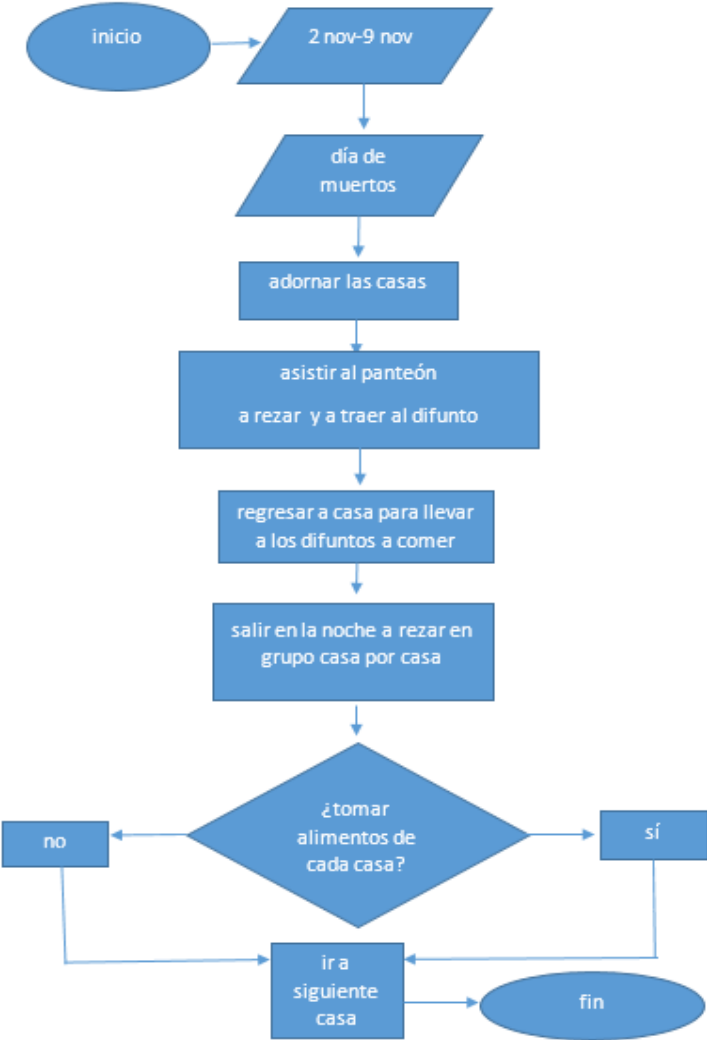 inicio
2 nov-9 nov
día de
muertos
adornar las casas
asistir al panteón
a rezar y a traer al difunto
regresar a casa para llevar
a los difuntos a comer
salir en la noche a rezar en
grupo casa por casa
¿tomar
alimentos de
cada casa?
no
sí
ir a
siguiente
casa
fin